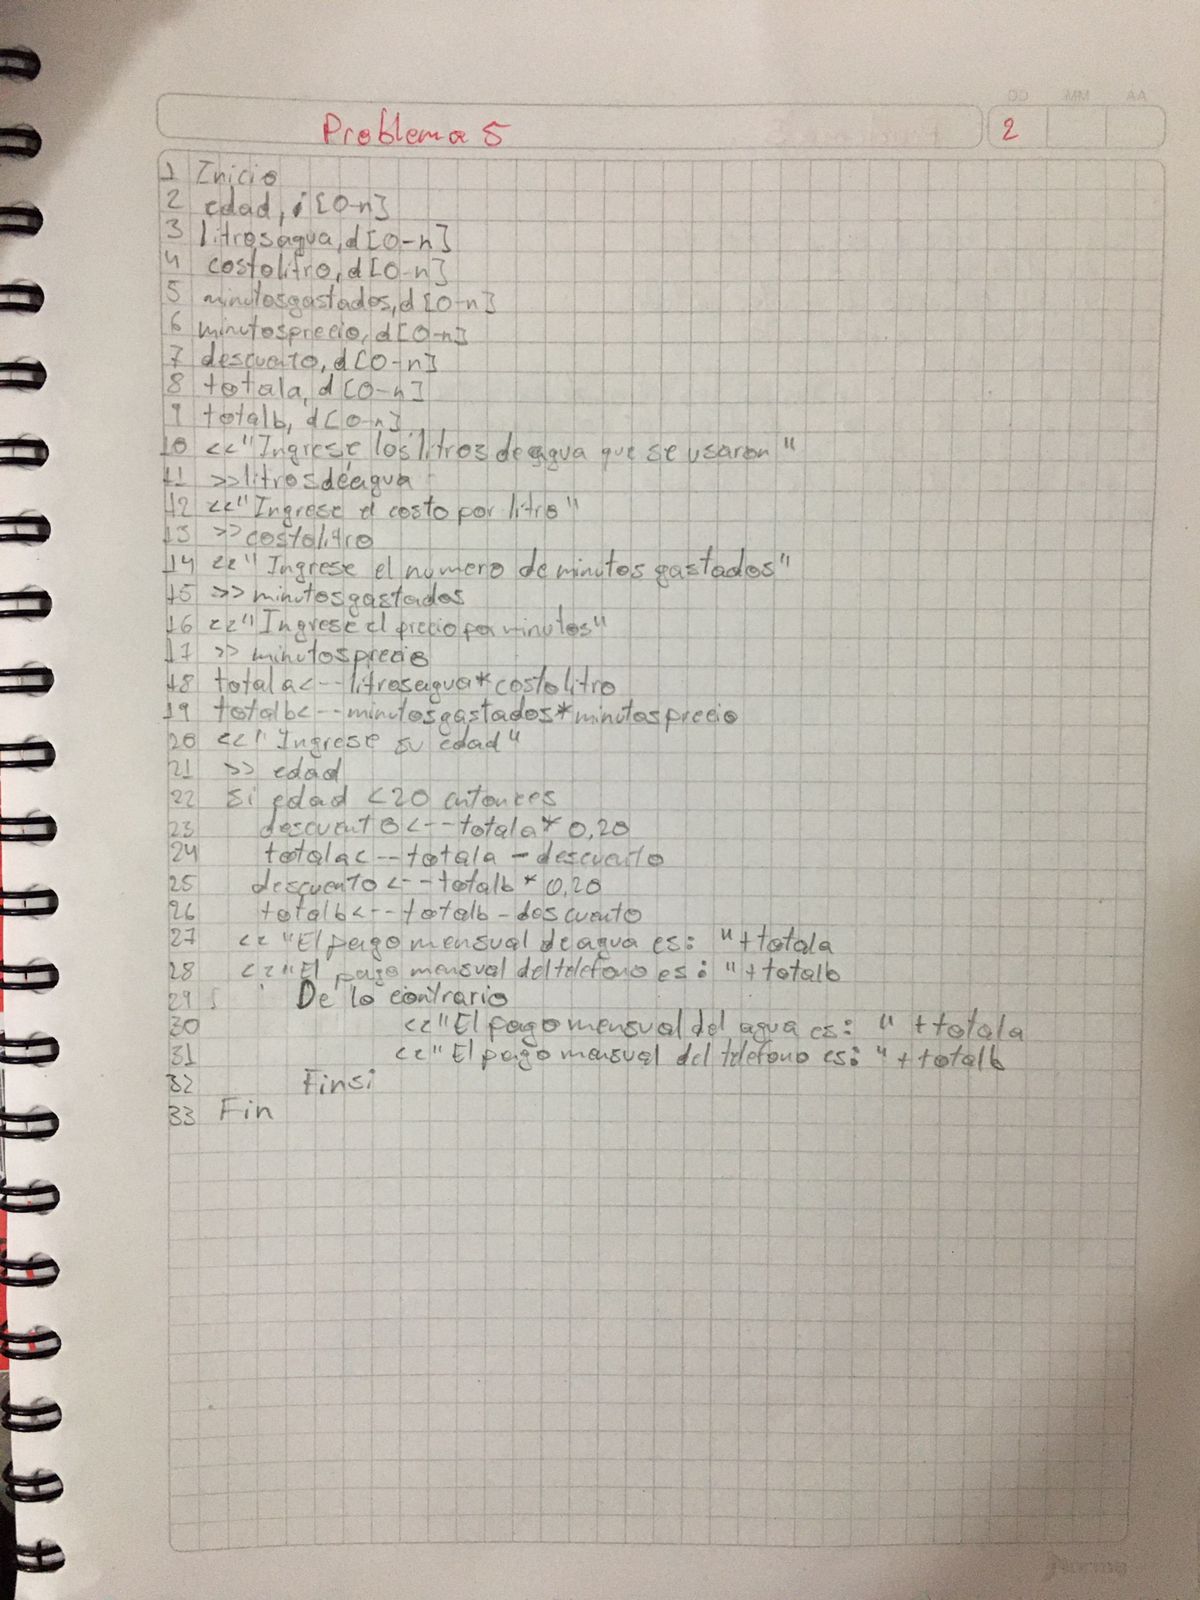 AA MM DD
Problema 5 2
1 Inicio
2 edad, i [0-n]
3 litrosagua, d [0-n]
4 costolitro, d [0-n]
5 minutosgastados, d [0-n]
6 minutosprecio, d [0-n]
7 descuento, d [0-n]
8 totala, d [0-n]
9 totalb, d [0-n]
10 << "Ingrese los litros de agua que se usaron"
11 >> litrosdeagua
12 << "Ingrese el costo por litro"
13 >> costolitro
14 << "Ingrese el numero de minutos gastados"
15 >> minutosgastados
16 << "Ingrese el precio por minutos"
17 >> minutosprecio
18 totala <-- litrosagua * costolitro
19 totalb <-- minutosgastados * minutosprecio
20 << "Ingrese su edad"
21 >> edad
22 Si edad < 20 entonces
23 descuento <-- totala * 0,20
24 totala <-- totala - descuento
25 descuento <-- totalb * 0,20
26 totalb <-- totalb - descuento
27 << "El pago mensual de agua es: " + totala
28 << "El pago mensual del telefono es: " + totalb
29 De lo contrario
30 << "El pago mensual del agua es: " + totala
31 << "El pago mensual del telefono es: " + totalb
32 Finsi
33 Fin
Norma